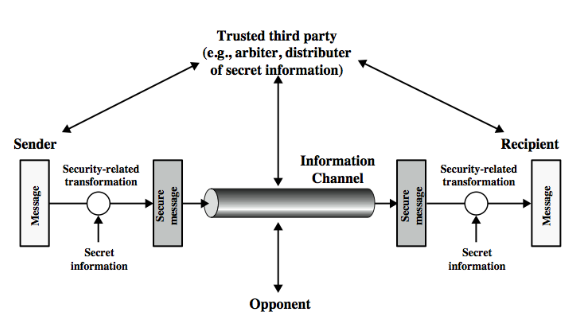 Trusted third party
(e.g., arbiter, distributer
of secret information)
Sender
Recipient
Information
Channel
Security-related
transformation
Security-related
transformation
Message
Secure
message
Secure
message
Message
Secret
information
Secret
information
Opponent